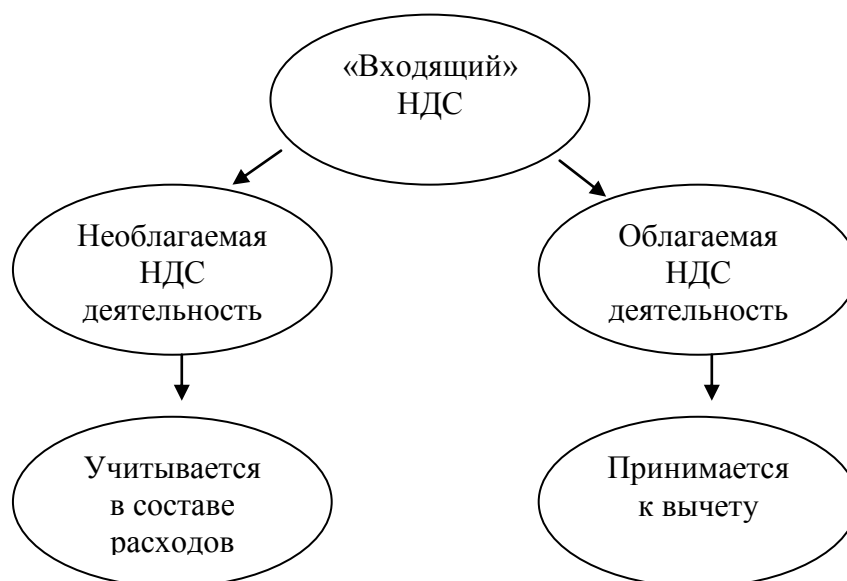 «Входящий»
НДС
Необлагаемая
НДС
деятельность
Облагаемая
НДС
деятельность
Учитывается
в составе
расходов
Принимается
к вычету